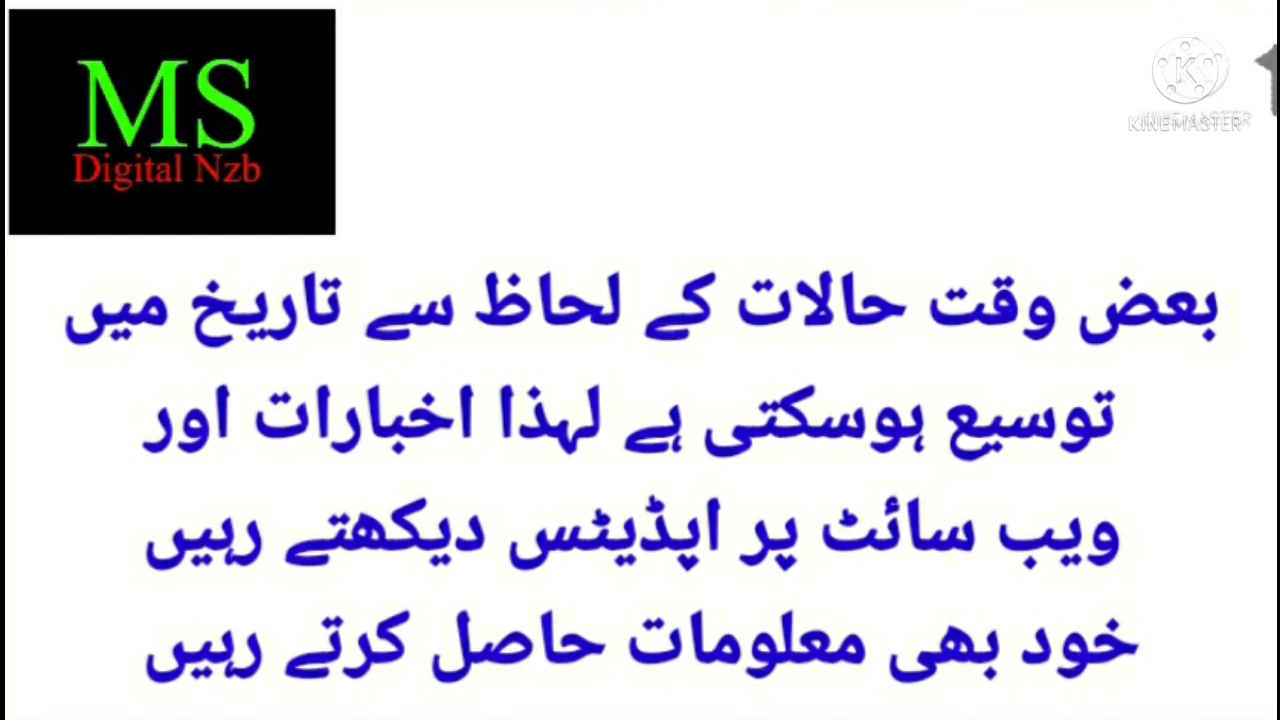 MS
Digital Nzb
KINEMASTER
بعض وقت حالات کے لحاظ سے تاریخ میں
توسیع ہوسکتی ہے لہذا اخبارات اور
ویب سائٹ پر اپڈیٹس دیکھتے رہیں
خود بھی معلومات حاصل کرتے رہیں